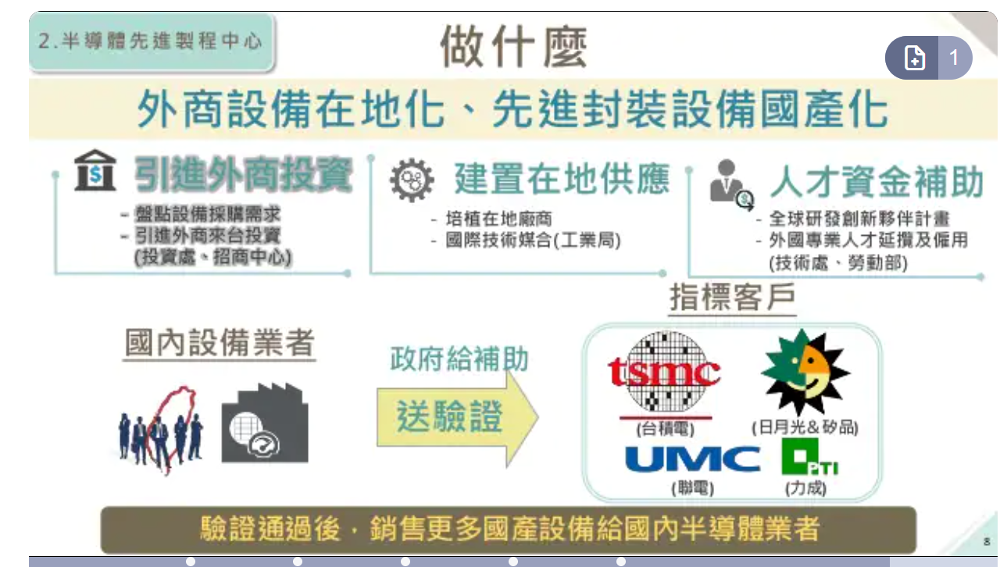 2.半導體先進製程中心
做什麼
1
外商設備在地化、先進封裝設備國產化
引進外商投資
- 盤點設備採購需求
- 引進外商來台投資
(投資處、招商中心)
建置在地供應
- 培植在地廠商
- 國際技術媒合(工業局)
人才資金補助
- 全球研發創新夥伴計畫
- 外國專業人才延攬及僱用
(技術處、勞動部)
國內設備業者
政府給補助
送驗證
指標客戶
tsmc
(台積電)
(日月光&矽品)
UMC
(聯電)
PTI
(力成)
驗證通過後，銷售更多國產設備給國內半導體業者
8